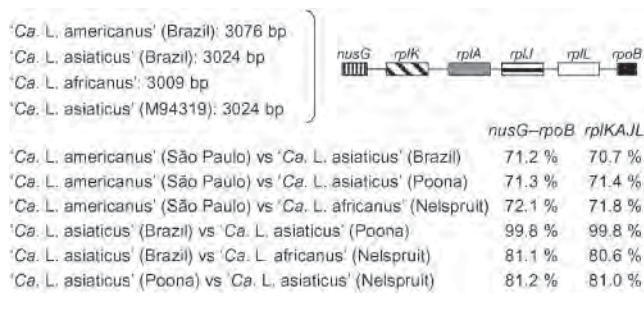 'Ca. L. americanus' (Brazil): 3076 bp
'Ca. L. asiaticus' (Brazil): 3024 bp
'Ca. L. africanus': 3009 bp
'Ca. L. asiaticus' (M94319): 3024 bp
nusG rplK rplA rplJ rplL rpoB
nusG–rpoB rplKAJL
'Ca. L. americanus' (São Paulo) vs 'Ca. L. asiaticus' (Brazil) 71.2 % 70.7 %
'Ca. L. americanus' (São Paulo) vs 'Ca. L. asiaticus' (Poona) 71.3 % 71.4 %
'Ca. L. americanus' (São Paulo) vs 'Ca. L. africanus' (Nelspruit) 72.1 % 71.8 %
'Ca. L. asiaticus' (Brazil) vs 'Ca. L. asiaticus' (Poona) 99.8 % 99.8 %
'Ca. L. asiaticus' (Brazil) vs 'Ca. L. africanus' (Nelspruit) 81.1 % 80.6 %
'Ca. L. asiaticus' (Poona) vs 'Ca. L. asiaticus' (Nelspruit) 81.2 % 81.0 %